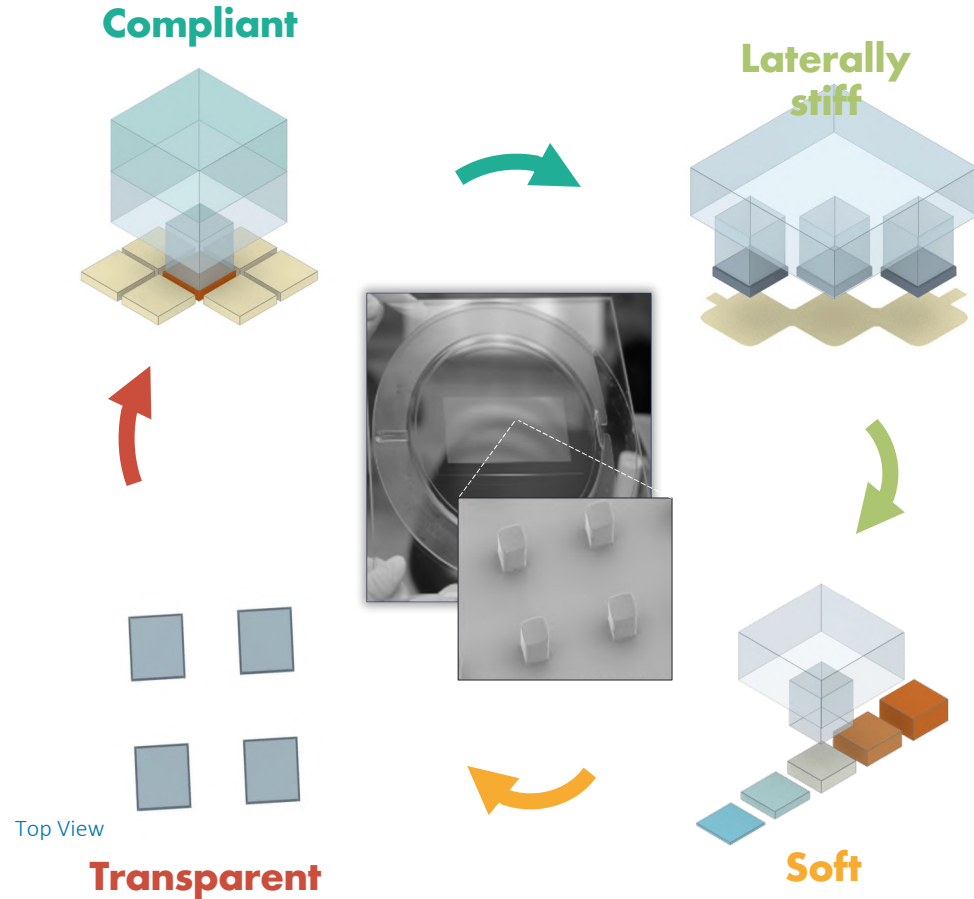 Compliant
Laterally
stiff
Top View
Transparent
Soft